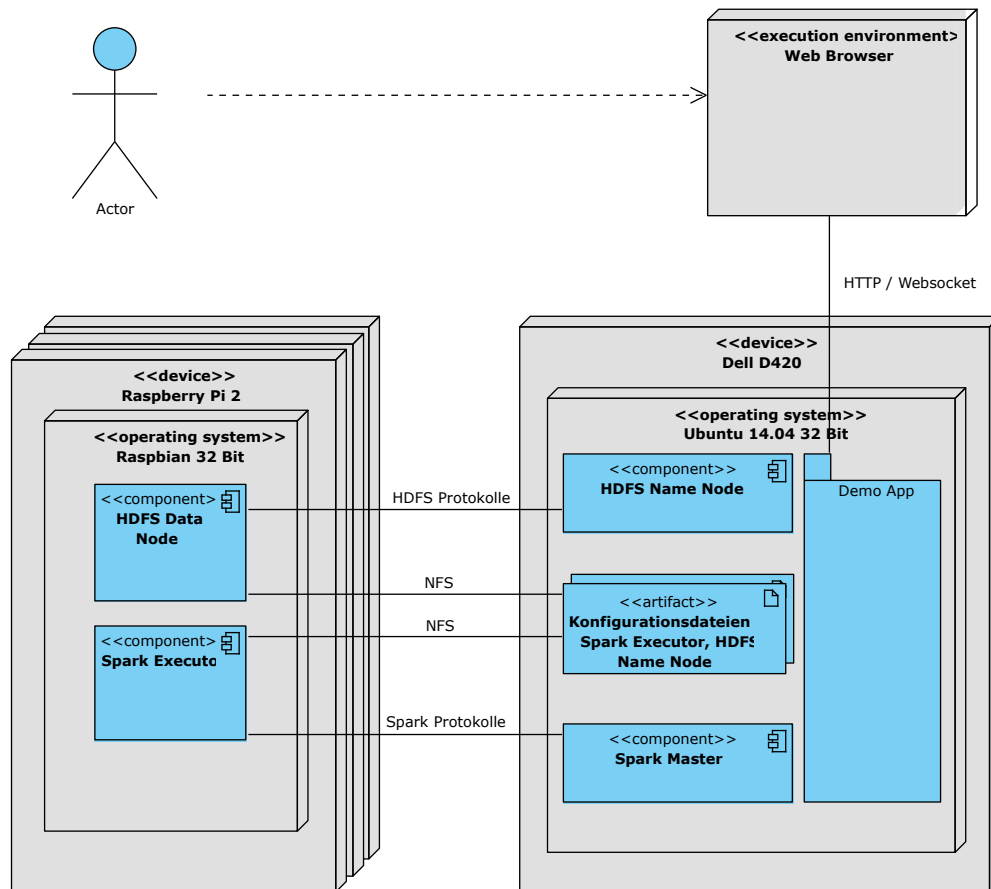 <<execution environment>
Web Browser
Actor
HTTP / Websocket
<<device>>
Raspberry Pi 2
<<operating system>>
Raspbian 32 Bit
<<component>
HDFS Data
Node
<<component>
Spark Executo
HDFS Protokolle
NFS
NFS
Spark Protokolle
<<device>>
Dell D420
<<operating system>>
Ubuntu 14.04 32 Bit
<<component>>
HDFS Name Node
<<artifact>>
Konfigurationsdateien
Spark Executor, HDFS
Name Node
<<component>>
Spark Master
Demo App